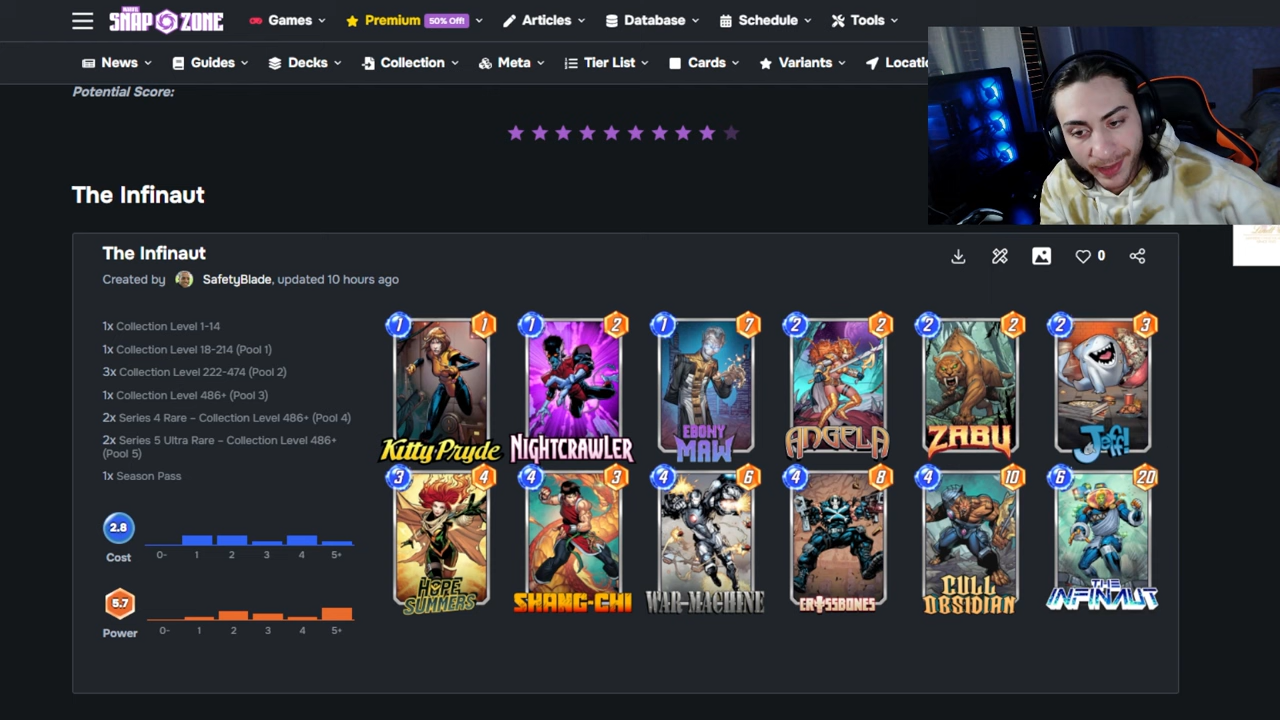 MARVEL SNAP ZONE
Games
Premium 50% Off!
Articles
Database
Schedule
Tools
News
Guides
Decks
Collection
Meta
Tier List
Cards
Variants
Locatio
Potential Score:
The Infinaut
The Infinaut
Created by SafetyBlade, updated 10 hours ago
0
1x Collection Level 1-14
1x Collection Level 18-214 (Pool 1)
3x Collection Level 222-474 (Pool 2)
1x Collection Level 486+ (Pool 3)
2x Series 4 Rare – Collection Level 486+ (Pool 4)
2x Series 5 Ultra Rare – Collection Level 486+
(Pool 5)
1x Season Pass
2.8
Cost
0- 1 2 3 4 5+
5.7
Power
0- 1 2 3 4 5+
1 1 1 2 1 7 2 2 2 2 2 3
Kitty Pryde NIGHTCRAWLER EBONY MAW ANGELA ZABU Jeff!
3 4 4 3 4 6 4 8 4 10 6 20
HOPE SUMMERS SHANG-CHI WAR MACHINE CROSSBONES CULL OBSIDIAN THE INFINAUT